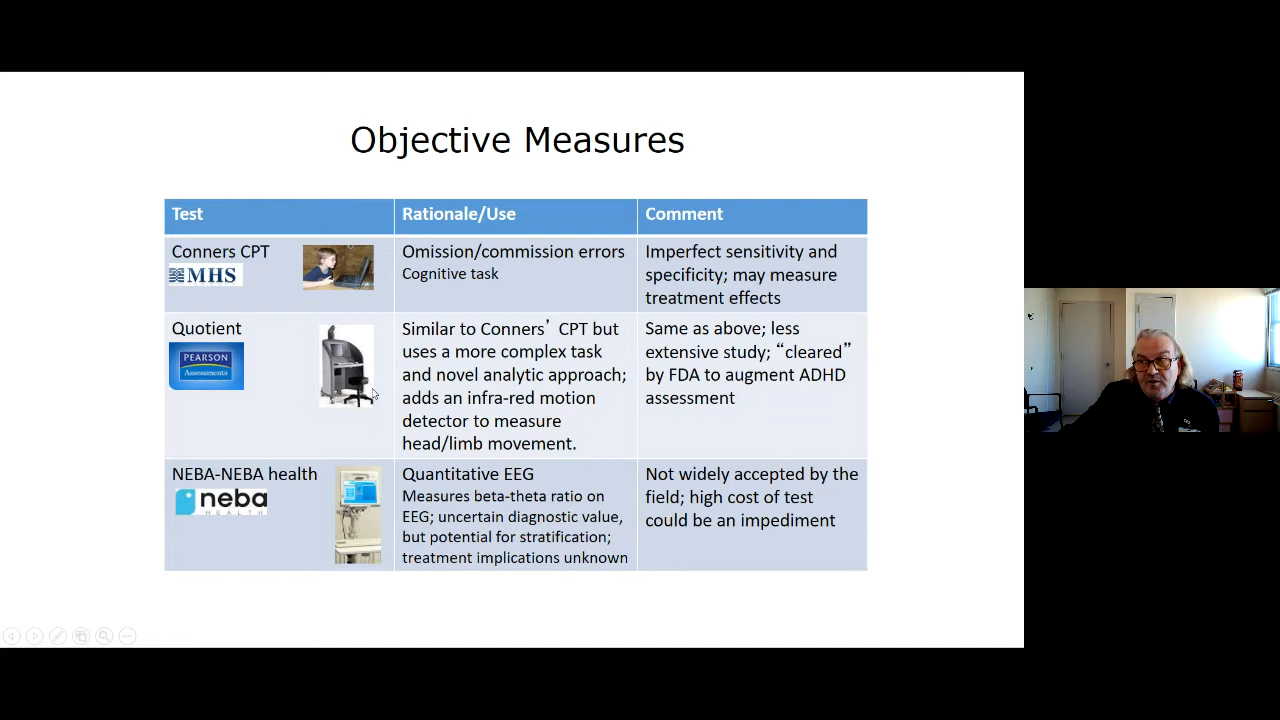 Objective Measures
Test
Rationale/Use
Comment
Conners CPT
MHS
Omission/commission errors
Cognitive task
Imperfect sensitivity and
specificity; may measure
treatment effects
Quotient
PEARSON
Assessments
Similar to Conners’ CPT but
uses a more complex task
and novel analytic approach;
adds an infra-red motion
detector to measure
head/limb movement.
Same as above; less
extensive study; “cleared”
by FDA to augment ADHD
assessment
NEBA-NEBA health
neba
HEALTH
Quantitative EEG
Measures beta-theta ratio on
EEG; uncertain diagnostic value,
but potential for stratification;
treatment implications unknown
Not widely accepted by the
field; high cost of test
could be an impediment